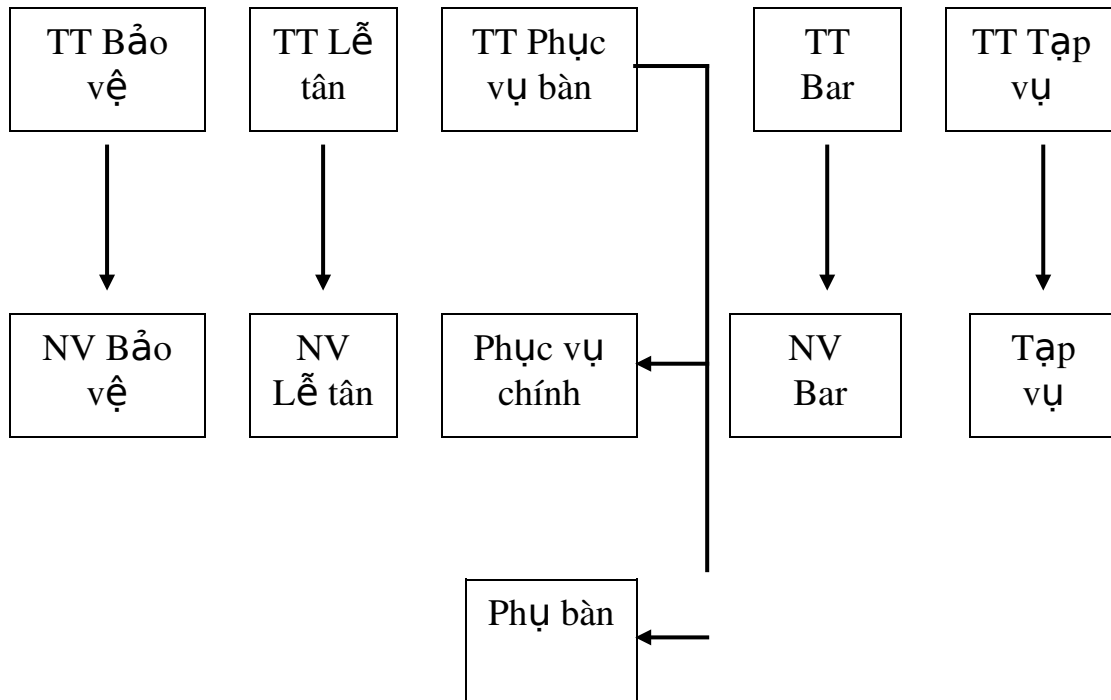 TT Bảo
vệ
TT Lễ
tân
TT Phục
vụ bàn
TT
Bar
TT Tạp
vụ
NV Bảo
vệ
NV
Lễ tân
Phục vụ
chính
NV
Bar
Tạp
vụ
Phụ bàn